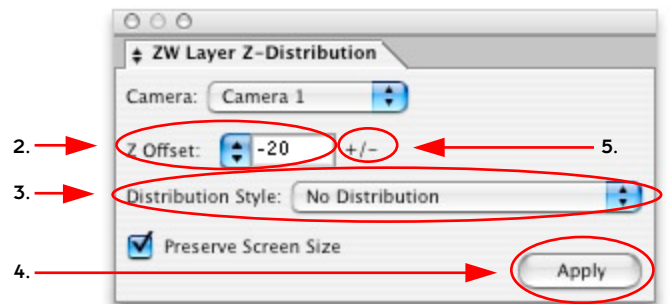 ZW Layer Z-Distribution
Camera: Camera 1
2. Z Offset: -20 +/- 5.
3. Distribution Style: No Distribution
Preserve Screen Size
4. Apply